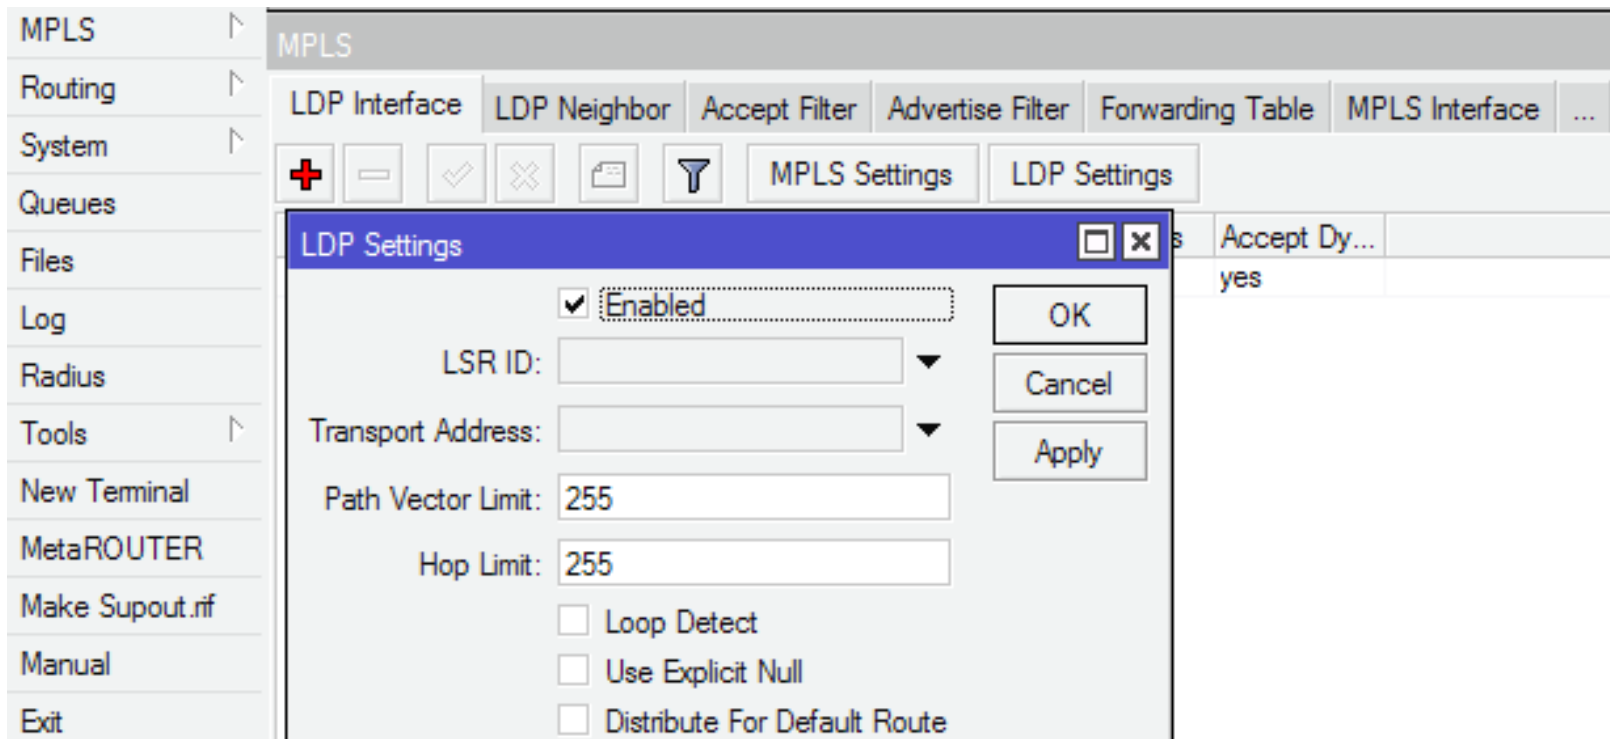 MPLS
Routing
System
Queues
Files
Log
Radius
Tools
New Terminal
MetaROUTER
Make Supout.rif
Manual
Exit
MPLS
LDP Interface LDP Neighbor Accept Filter Advertise Filter Forwarding Table MPLS Interface ...
MPLS Settings LDP Settings
s Accept Dy...
yes
LDP Settings
Enabled
LSR ID:
Transport Address:
Path Vector Limit: 255
Hop Limit: 255
Loop Detect
Use Explicit Null
Distribute For Default Route
OK
Cancel
Apply